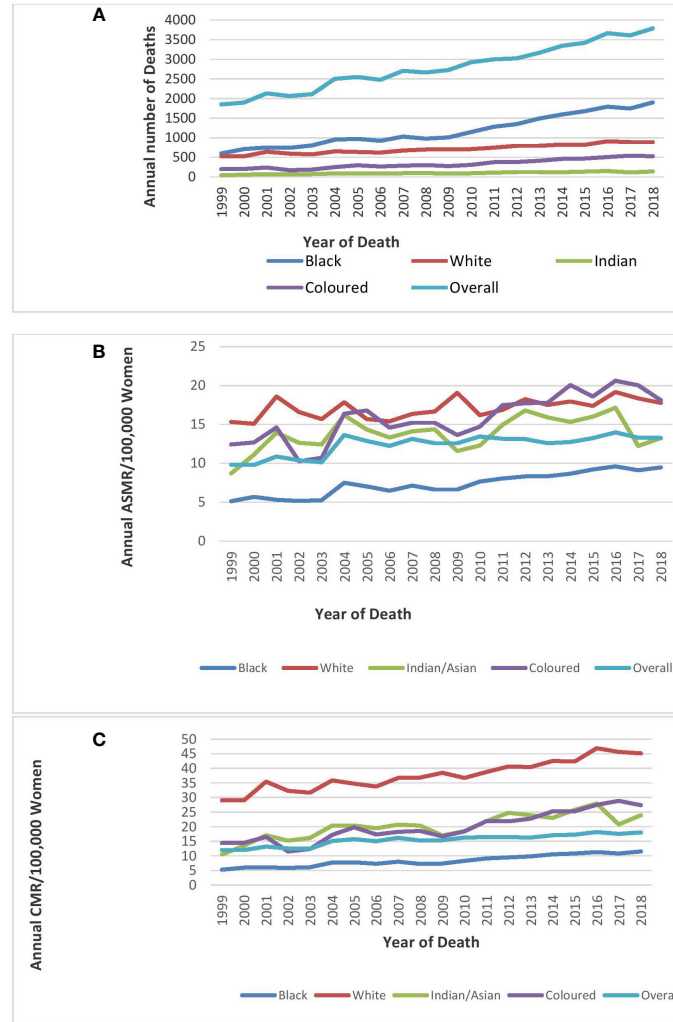 A
Annual number of Deaths
4000
3500
3000
2500
2000
1500
1000
500
0
1999 2000 2001 2002 2003 2004 2005 2006 2007 2008 2009 2010 2011 2012 2013 2014 2015 2016 2017 2018
Year of Death
Black White Indian
Coloured Overall
B
Annual ASMR/100,000 Women
25
20
15
10
5
0
1999 2000 2001 2002 2003 2004 2005 2006 2007 2008 2009 2010 2011 2012 2013 2014 2015 2016 2017 2018
Year of Death
Black White Indian/Asian Coloured Overall
C
Annual CMR/100,000 Women
50
45
40
35
30
25
20
15
10
5
0
1999 2000 2001 2002 2003 2004 2005 2006 2007 2008 2009 2010 2011 2012 2013 2014 2015 2016 2017 2018
Year of Death
Black White Indian/Asian Coloured Overa